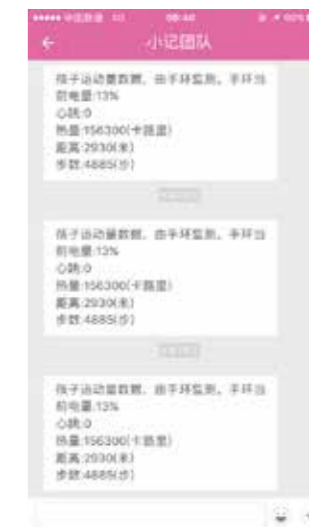 08:40
小记团队
孩子运动量数据，由手环监测，手环当
前电量:13%
心跳:0
热量:156300(卡路里)
距离:2930(米)
步数:4885(步)
孩子运动量数据，由手环监测，手环当
前电量:13%
心跳:0
热量:156300(卡路里)
距离:2930(米)
步数:4885(步)
孩子运动量数据，由手环监测，手环当
前电量:13%
心跳:0
热量:156300(卡路里)
距离:2930(米)
步数:4885(步)